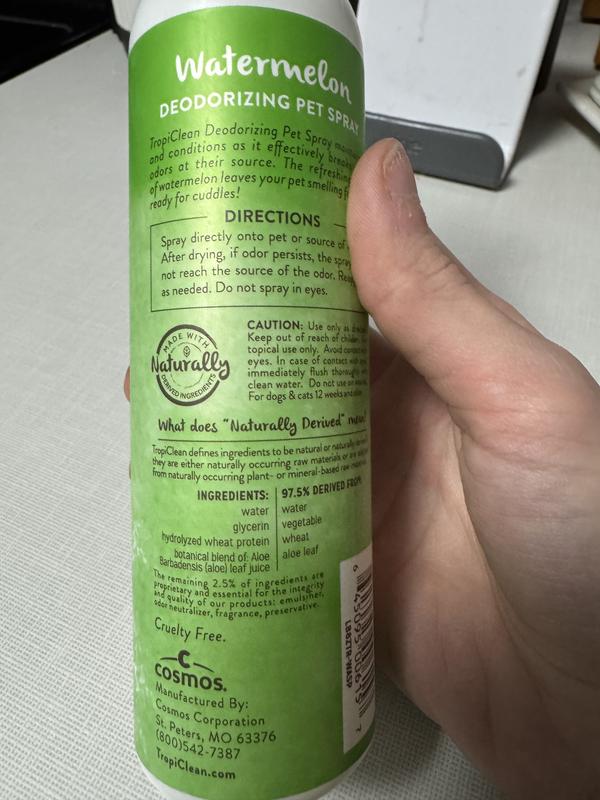 Watermelon
DEODORIZING PET SPRAY
TropiClean Deodorizing Pet Spray
and conditions as it effectively
odors at their source. The refreshing
of watermelon leaves your pet smelling
ready for cuddles!
DIRECTIONS
Spray directly onto pet or source of
After drying, if odor persists, the spray
not reach the source of the odor.
as needed. Do not spray in eyes.
MADE WITH
Naturally
DERIVED INGREDIENTS
CAUTION: Use only as
Keep out of reach of children.
topical use only. Avoid contact
eyes. In case of contact with
immediately flush thoroughly
clean water. Do not use on
For dogs & cats 12 weeks and
What does "Naturally Derived" mean?
TropiClean defines ingredients to be natural or naturally
they are either naturally occurring raw materials or are
from naturally occurring plant- or mineral-based raw
INGREDIENTS: 97.5% DERIVED FROM:
water water
glycerin vegetable
hydrolyzed wheat protein wheat
botanical blend of: Aloe aloe leaf
Barbadensis (aloe) leaf juice
The remaining 2.5% of ingredients are
proprietary and essential for the integrity
and quality of our products: emulsifier,
odor neutralizer, fragrance, preservative.
Cruelty Free.
COSMOS.
Manufactured By:
Cosmos Corporation
St. Peters, MO 63376
(800)542-7387
TropiClean.com